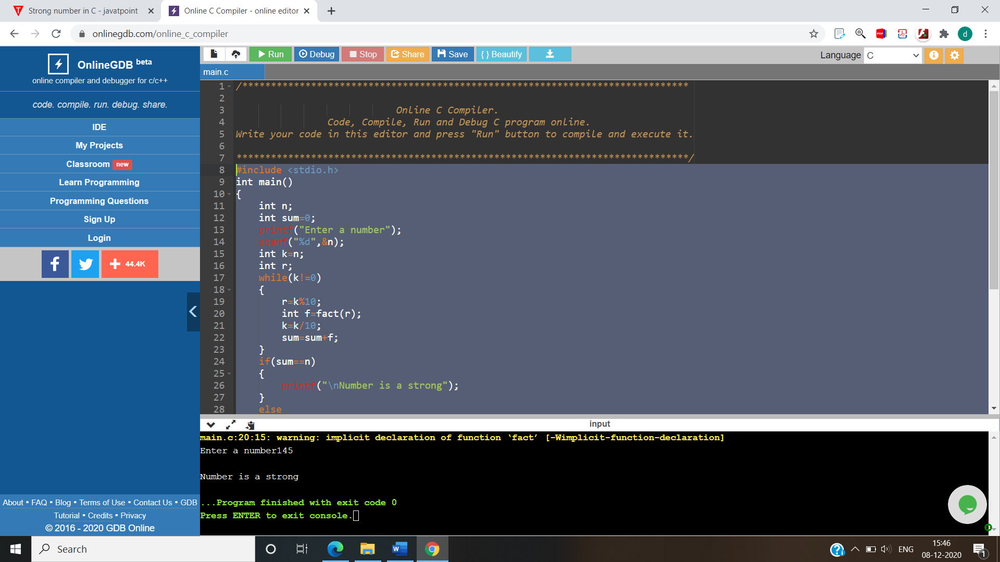 Strong number in C - javatpoint
Online C Compiler - online editor
onlinegdb.com/online_c_compiler
d
OnlineGDB beta
online compiler and debugger for c/c++
code. compile. run. debug. share.
IDE
My Projects
Classroom new
Learn Programming
Programming Questions
Sign Up
Login
44.4K
About • FAQ • Blog • Terms of Use • Contact Us • GDB
Tutorial • Credits • Privacy
© 2016 - 2020 GDB Online
Run Debug Stop Share Save {} Beautify
Language C
main.c
1 /******************************************************************************
2
3 Online C Compiler.
4 Code, Compile, Run and Debug C program online.
5 Write your code in this editor and press "Run" button to compile and execute it.
6
7 *******************************************************************************/
8 #include <stdio.h>
9 int main()
10 {
11 int n;
12 int sum=0;
13 printf("Enter a number");
14 scanf("%d",&n);
15 int k=n;
16 int r;
17 while(k!=0)
18 {
19 r=k%10;
20 int f=fact(r);
21 k=k/10;
22 sum=sum+f;
23 }
24 if(sum==n)
25 {
26 printf("\nNumber is a strong");
27 }
28 else
input
main.c:20:15: warning: implicit declaration of function ‘fact’ [-Wimplicit-function-declaration]
Enter a number145
Number is a strong
...Program finished with exit code 0
Press ENTER to exit console.
Search
ENG
15:46
08-12-2020
1